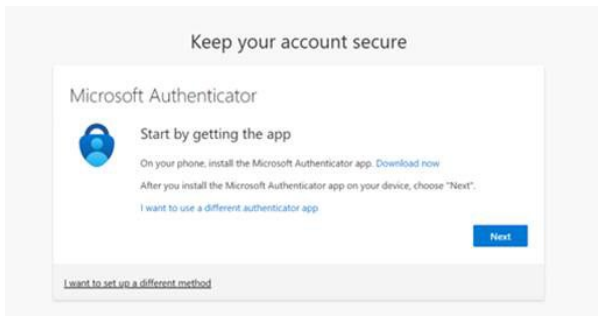 Keep your account secure
Microsoft Authenticator
Start by getting the app
On your phone, install the Microsoft Authenticator app. Download now
After you install the Microsoft Authenticator app on your device, choose "Next".
I want to use a different authenticator app
Next
I want to set up a different method